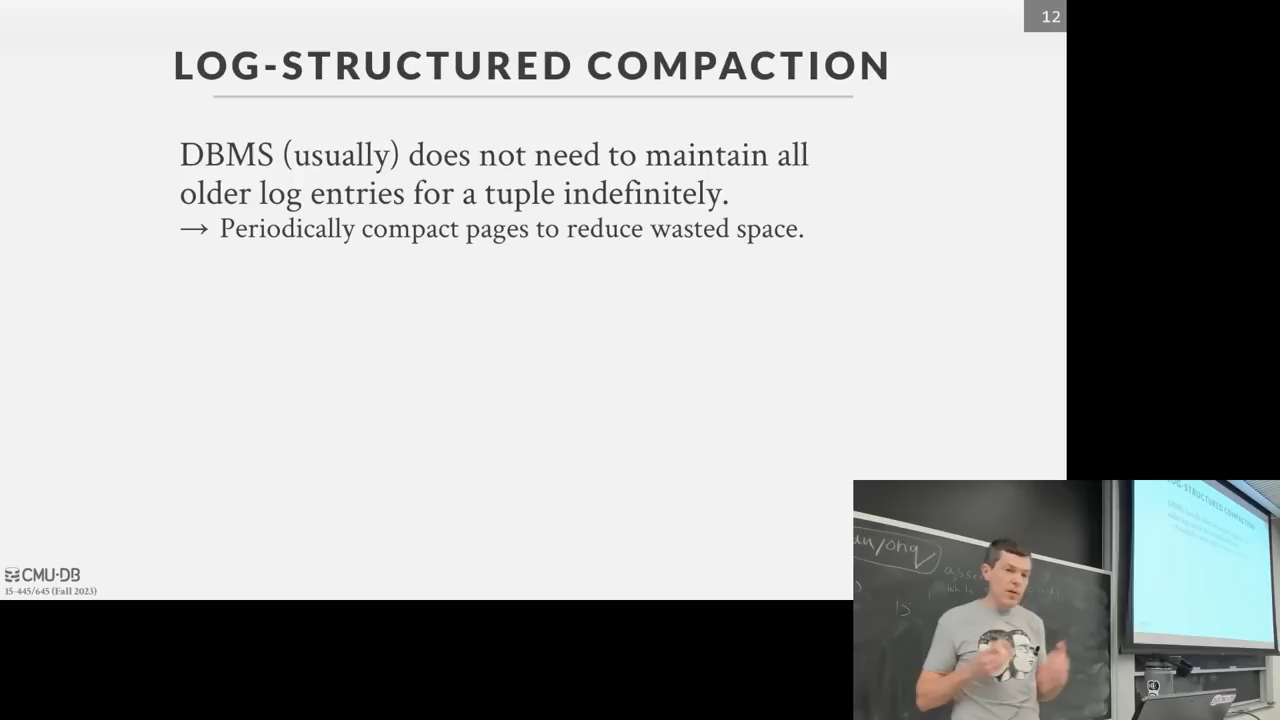 12
LOG-STRUCTURED COMPACTION
DBMS (usually) does not need to maintain all
older log entries for a tuple indefinitely.
→ Periodically compact pages to reduce wasted space.
CMU·DB
15-445/645 (Fall 2023)